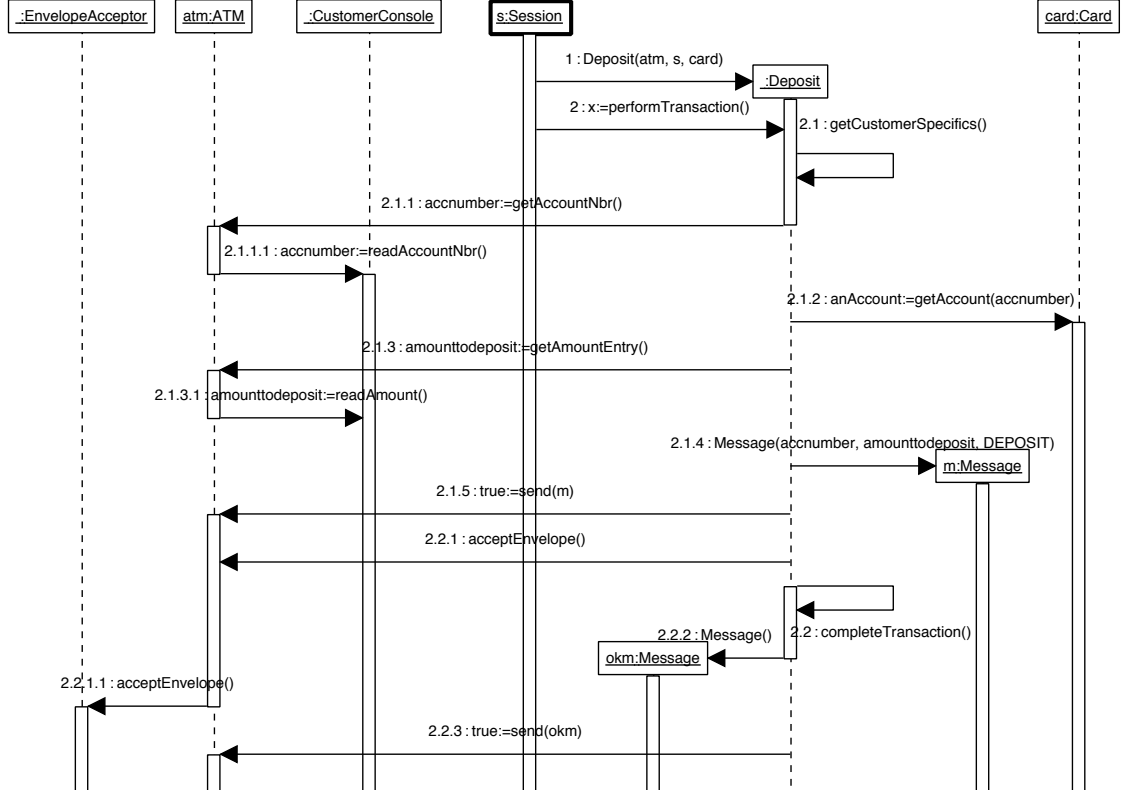 :EnvelopeAcceptor
atm:ATM
:CustomerConsole
s:Session
card:Card
1 : Deposit(atm, s, card)
:Deposit
2 : x:=performTransaction()
2.1 : getCustomerSpecifics()
2.1.1 : accnumber:=getAccountNbr()
2.1.1.1 : accnumber:=readAccountNbr()
2.1.2 : anAccount:=getAccount(accnumber)
2.1.3 : amounttodeposit:=getAmountEntry()
2.1.3.1 : amounttodeposit:=readAmount()
2.1.4 : Message(accnumber, amounttodeposit, DEPOSIT)
m:Message
2.1.5 : true:=send(m)
2.2.1 : acceptEnvelope()
2.2.2 : Message()
2.2 : completeTransaction()
okm:Message
2.2.1.1 : acceptEnvelope()
2.2.3 : true:=send(okm)